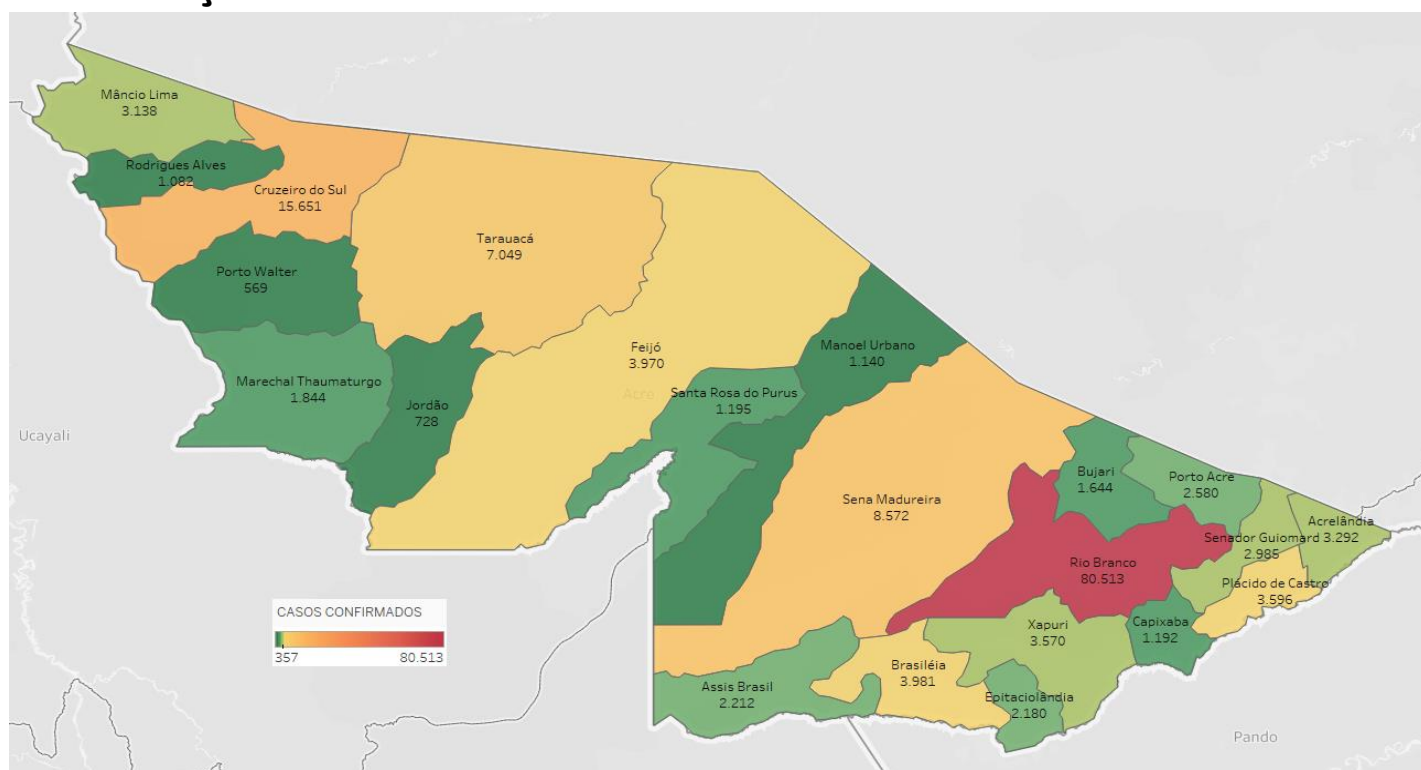 Mâncio Lima
3.138
Rodrigues Alves
1.082
Cruzeiro do Sul
15.651
Tarauacá
7.049
Porto Walter
569
Feijó
3.970
Acre
Manoel Urbano
1.140
Marechal Thaumaturgo
1.844
Jordão
728
Santa Rosa do Purus
1.195
Ucayali
Sena Madureira
8.572
Bujari
1.644
Porto Acre
2.580
Acrelândia
3.292
Senador Guiomard
2.985
Rio Branco
80.513
Plácido de Castro
3.596
CASOS CONFIRMADOS
357 80.513
Xapuri
3.570
Capixaba
1.192
Brasiléia
3.981
Assis Brasil
2.212
Epitaciolândia
2.180
Pando